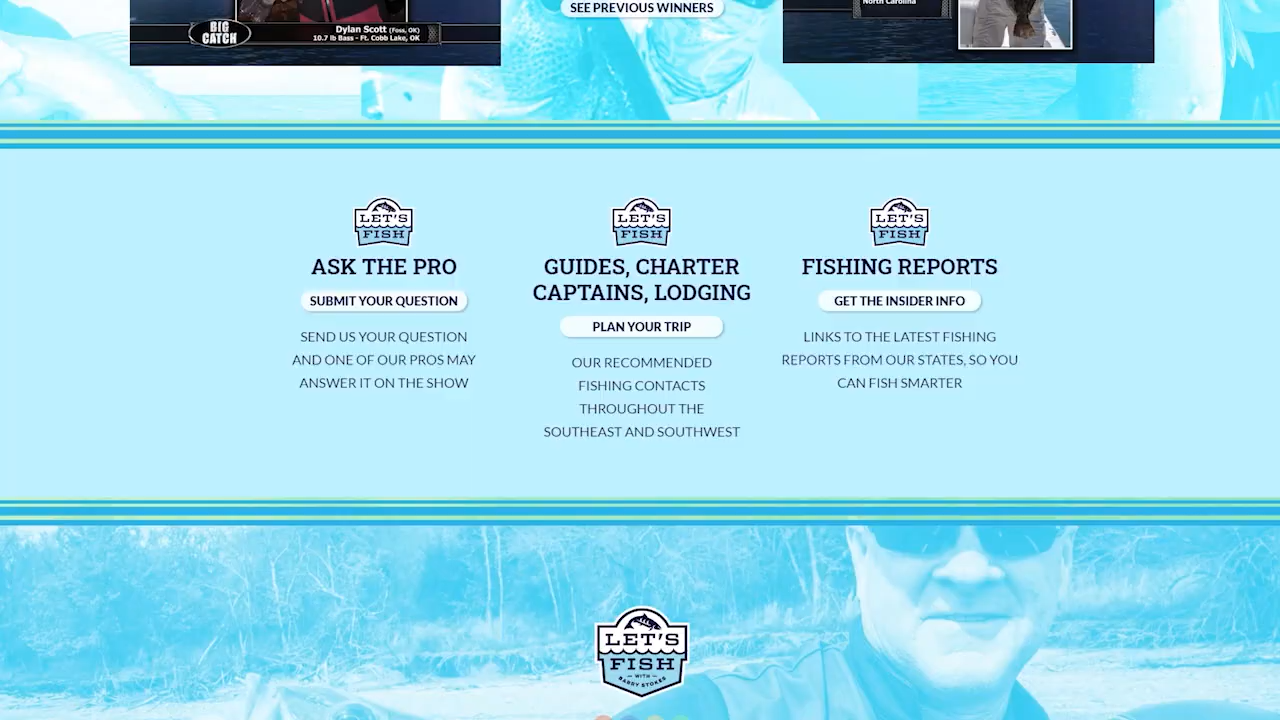 SEE PREVIOUS WINNERS
North Carolina
BIG
CATCH
Dylan Scott (Foss, OK)
10.7 lb Bass - Ft. Cobb Lake, OK
LET'S
FISH
ASK THE PRO
SUBMIT YOUR QUESTION
SEND US YOUR QUESTION
AND ONE OF OUR PROS MAY
ANSWER IT ON THE SHOW
LET'S
FISH
GUIDES, CHARTER
CAPTAINS, LODGING
PLAN YOUR TRIP
OUR RECOMMENDED
FISHING CONTACTS
THROUGHOUT THE
SOUTHEAST AND SOUTHWEST
LET'S
FISH
FISHING REPORTS
GET THE INSIDER INFO
LINKS TO THE LATEST FISHING
REPORTS FROM OUR STATES, SO YOU
CAN FISH SMARTER
LET'S
FISH
WITH
BARRY STOKES